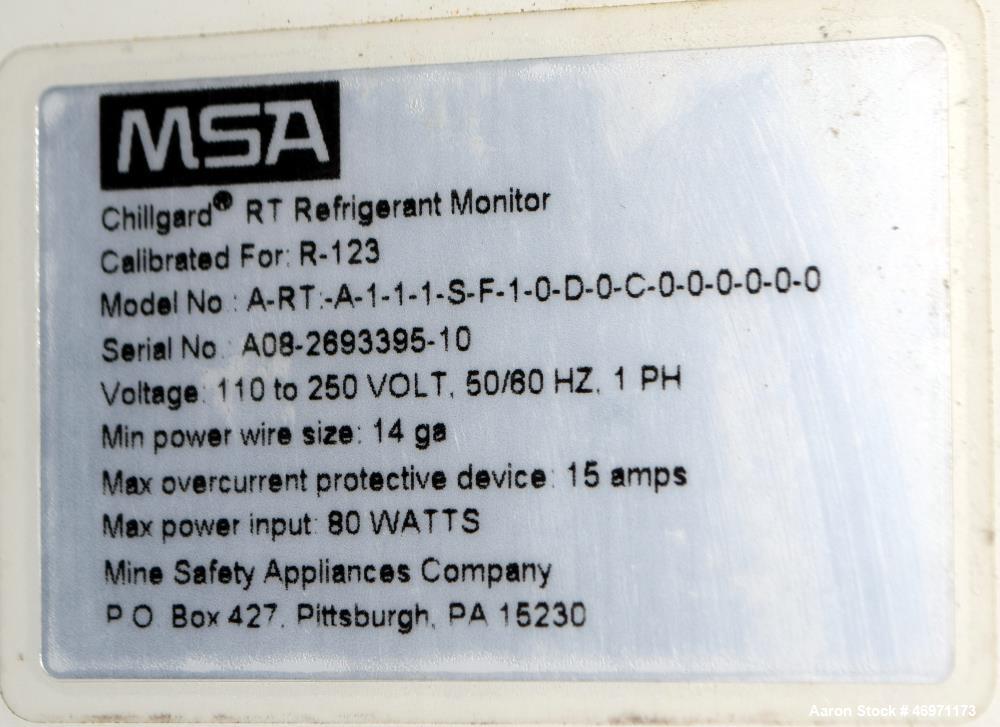 MSA
Chillgard® RT Refrigerant Monitor
Calibrated For: R-123
Model No.: A-RT:-A-1-1-1-S-F-1-0-D-0-C-0-0-0-0-0-0
Serial No. A08-2693395-10
Voltage: 110 to 250 VOLT, 50/60 HZ, 1 PH
Min power wire size: 14 ga
Max overcurrent protective device: 15 amps
Max power input: 80 WATTS
Mine Safety Appliances Company
P.O. Box 427, Pittsburgh, PA 15230
Aaron Stock # 46971173